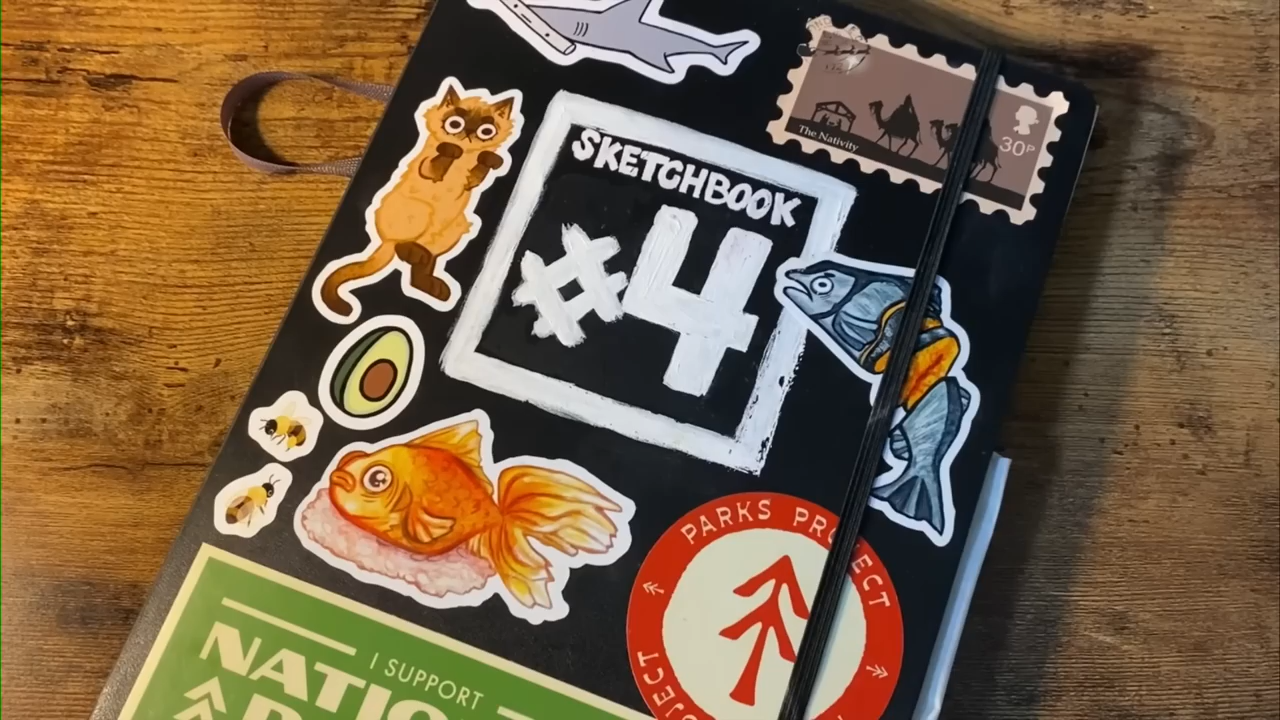 The Nativity
30P
SKETCHBOOK
#4
PARKS PROJECT
I SUPPORT